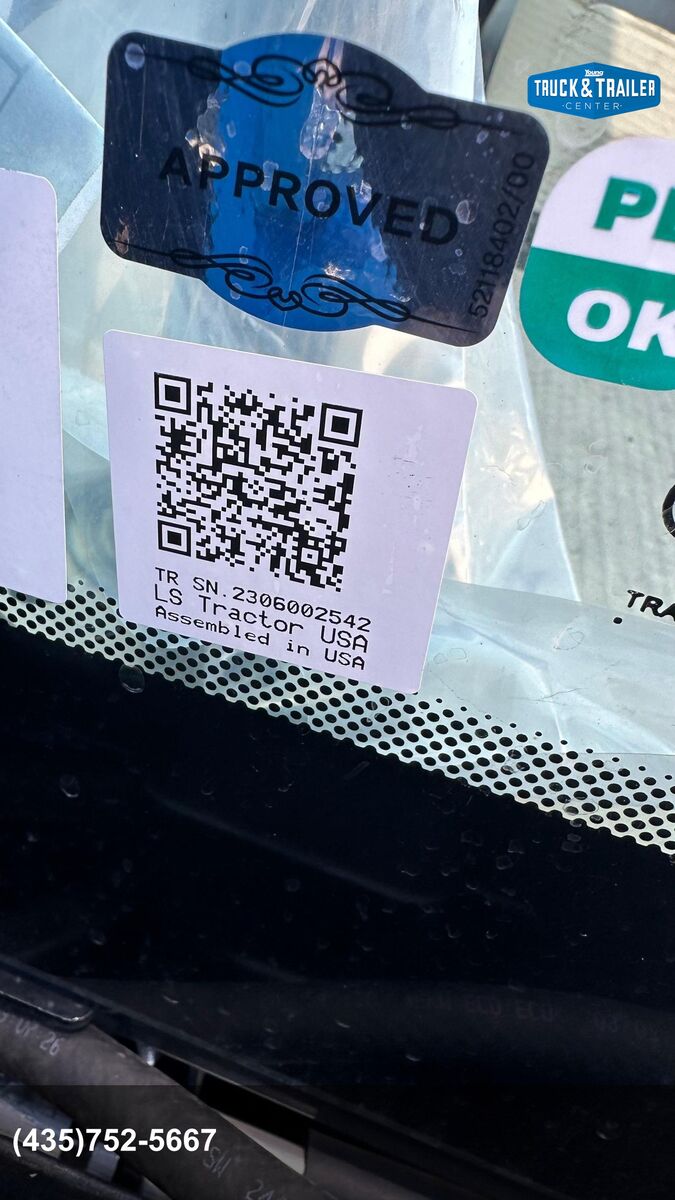 Young
TRUCK & TRAILER
CENTER
APPROVED
52118402/00
OK
TR SN.2306002542
LS Tractor USA
Assembled in USA
(435)752-5667